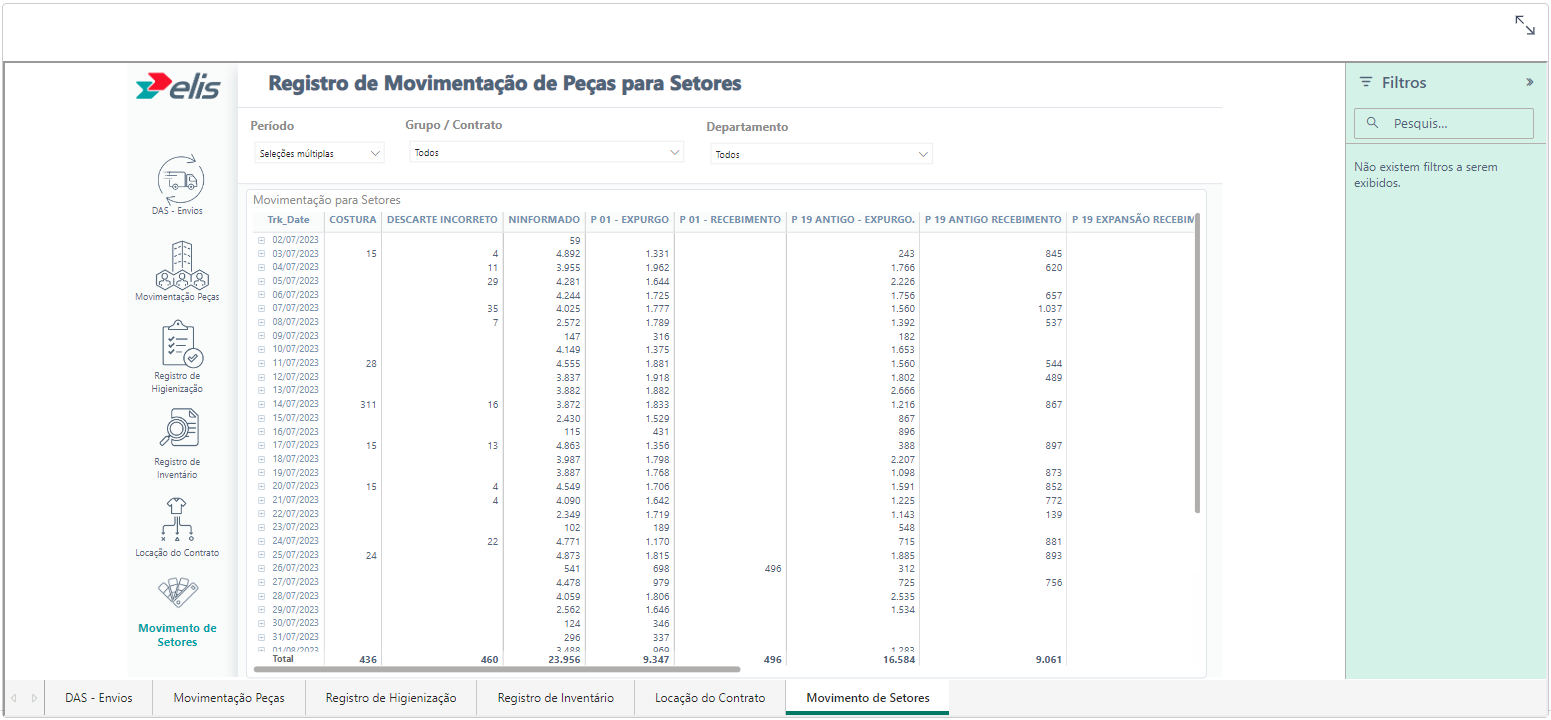 elis
Registro de Movimentação de Peças para Setores
Filtros
Pesquis...
Não existem filtros a serem
exibidos.
Período
Grupo / Contrato
Departamento
Seleções múltiplas
Todos
Todos
DAS - Envios
Movimentação Peças
Registro de
Higienização
Registro de
Inventário
Locação do Contrato
Movimento de
Setores
Movimentação para Setores
Trk_Date COSTURA DESCARTE INCORRETO NINFORMADO P 01 - EXPURGO P 01 - RECEBIMENTO P 19 ANTIGO - EXPURGO. P 19 ANTIGO RECEBIMENTO P 19 EXPANSÃO RECEBIM
02/07/2023 59
03/07/2023 15 4 4.892 1.331 243 845
04/07/2023 11 3.955 1.962 1.766 620
05/07/2023 29 4.281 1.644 2.226
06/07/2023 4.244 1.725 1.756 657
07/07/2023 35 4.025 1.777 1.560 1.037
08/07/2023 7 2.572 1.789 1.392 537
09/07/2023 147 316 182
10/07/2023 4.149 1.375 1.653
11/07/2023 28 4.555 1.881 1.560 544
12/07/2023 3.837 1.918 1.802 489
13/07/2023 3.882 1.882 2.666
14/07/2023 311 16 3.872 1.833 1.216 867
15/07/2023 2.430 1.529 867
16/07/2023 115 431 896
17/07/2023 15 13 4.863 1.356 388 897
18/07/2023 3.987 1.798 2.207
19/07/2023 3.887 1.768 1.098 873
20/07/2023 15 4 4.549 1.706 1.591 852
21/07/2023 4 4.090 1.642 1.225 772
22/07/2023 2.349 1.719 1.143 139
23/07/2023 102 189 548
24/07/2023 22 4.771 1.170 715 881
25/07/2023 24 4.873 1.815 1.885 893
26/07/2023 541 698 496 312
27/07/2023 4.478 979 725 756
28/07/2023 4.059 1.806 2.535
29/07/2023 2.562 1.646 1.534
30/07/2023 124 346
31/07/2023 296 337
01/08/2023 3.488 969 1.283
Total 436 460 23.956 9.347 496 16.584 9.061
DAS - Envios
Movimentação Peças
Registro de Higienização
Registro de Inventário
Locação do Contrato
Movimento de Setores